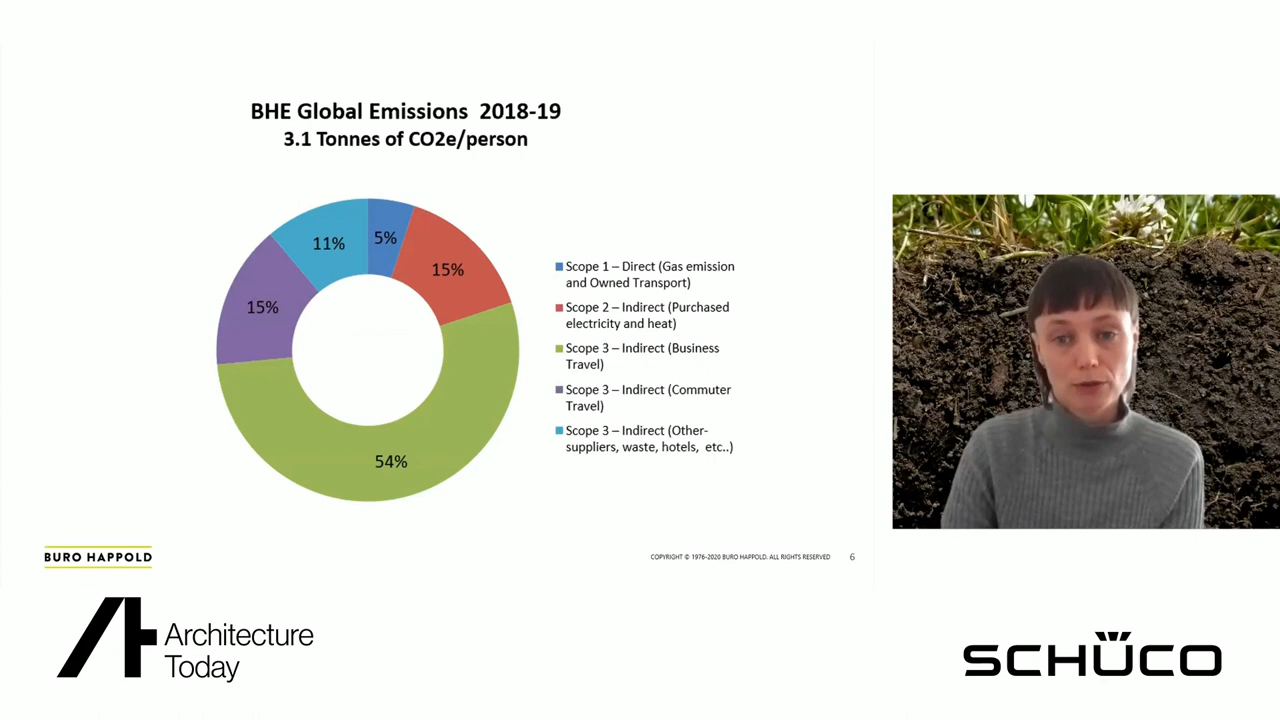 BHE Global Emissions 2018-19
3.1 Tonnes of CO2e/person
5%
15%
54%
15%
11%
Scope 1 – Direct (Gas emission
and Owned Transport)
Scope 2 – Indirect (Purchased
electricity and heat)
Scope 3 – Indirect (Business
Travel)
Scope 3 – Indirect (Commuter
Travel)
Scope 3 – Indirect (Other-
suppliers, waste, hotels, etc..)
BURO HAPPOLD
COPYRIGHT © 1976-2020 BURO HAPPOLD. ALL RIGHTS RESERVED
6
Architecture
Today
SCHÜCO